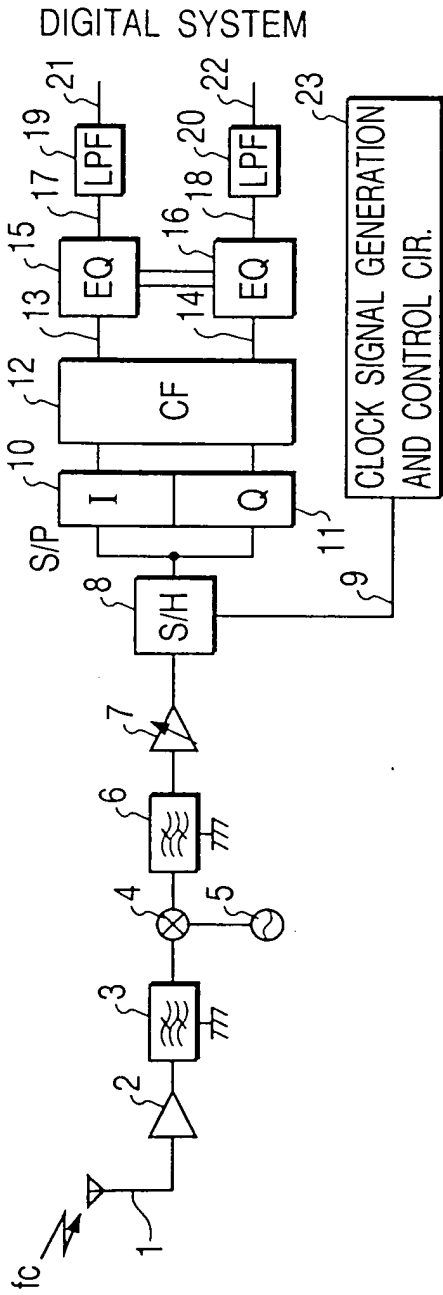 DIGITAL SYSTEM
fc
1
2
3
4
5
6
7
8
S/H
9
S/P
10
I
Q
11
12
CF
13
14
15
EQ
16
EQ
17
18
19
LPF
20
LPF
21
22
23
CLOCK SIGNAL GENERATION
AND CONTROL CIR.